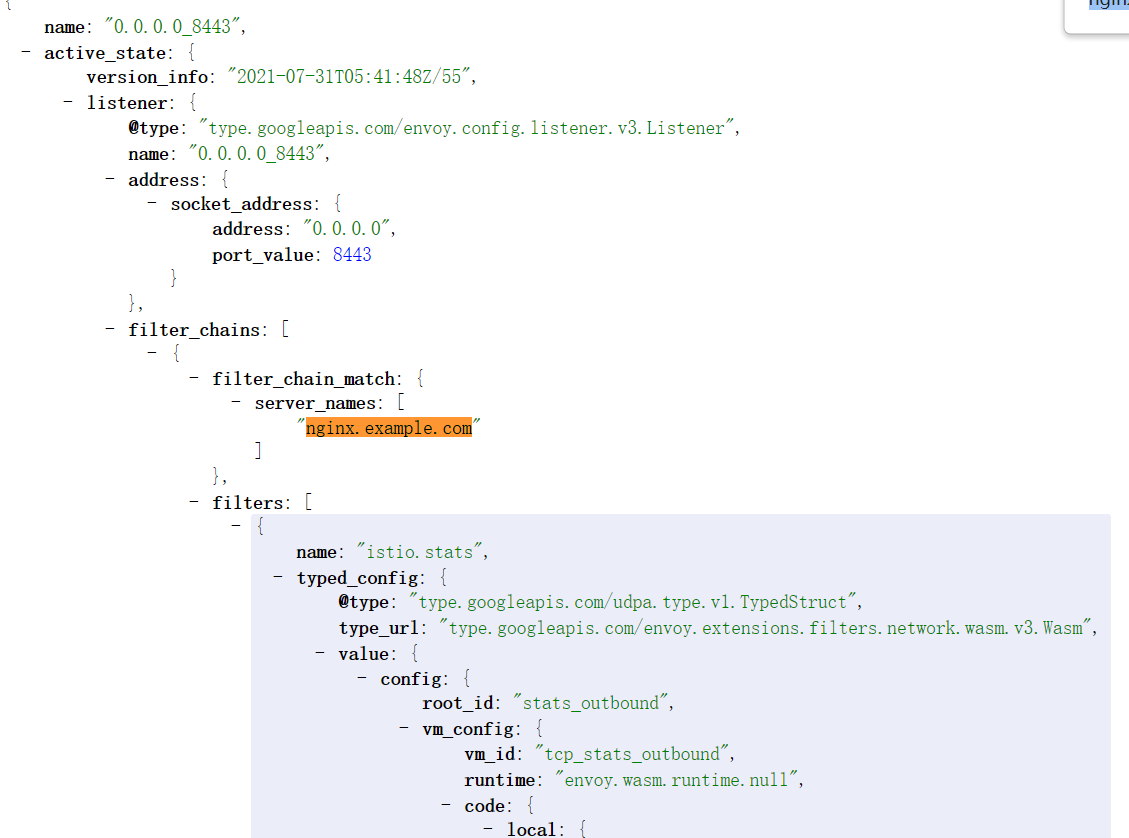 {
name: "0.0.0.0_8443",
- active_state: {
version_info: "2021-07-31T05:41:48Z/55",
- listener: {
@type: "type.googleapis.com/envoy.config.listener.v3.Listener",
name: "0.0.0.0_8443",
- address: {
- socket_address: {
address: "0.0.0.0",
port_value: 8443
}
},
- filter_chains: [
- {
- filter_chain_match: {
- server_names: [
"nginx.example.com"
]
},
- filters: [
- {
name: "istio.stats",
- typed_config: {
@type: "type.googleapis.com/udpa.type.v1.TypedStruct",
type_url: "type.googleapis.com/envoy.extensions.filters.network.wasm.v3.Wasm",
- value: {
- config: {
root_id: "stats_outbound",
- vm_config: {
vm_id: "tcp_stats_outbound",
runtime: "envoy.wasm.runtime.null",
- code: {
- local: {